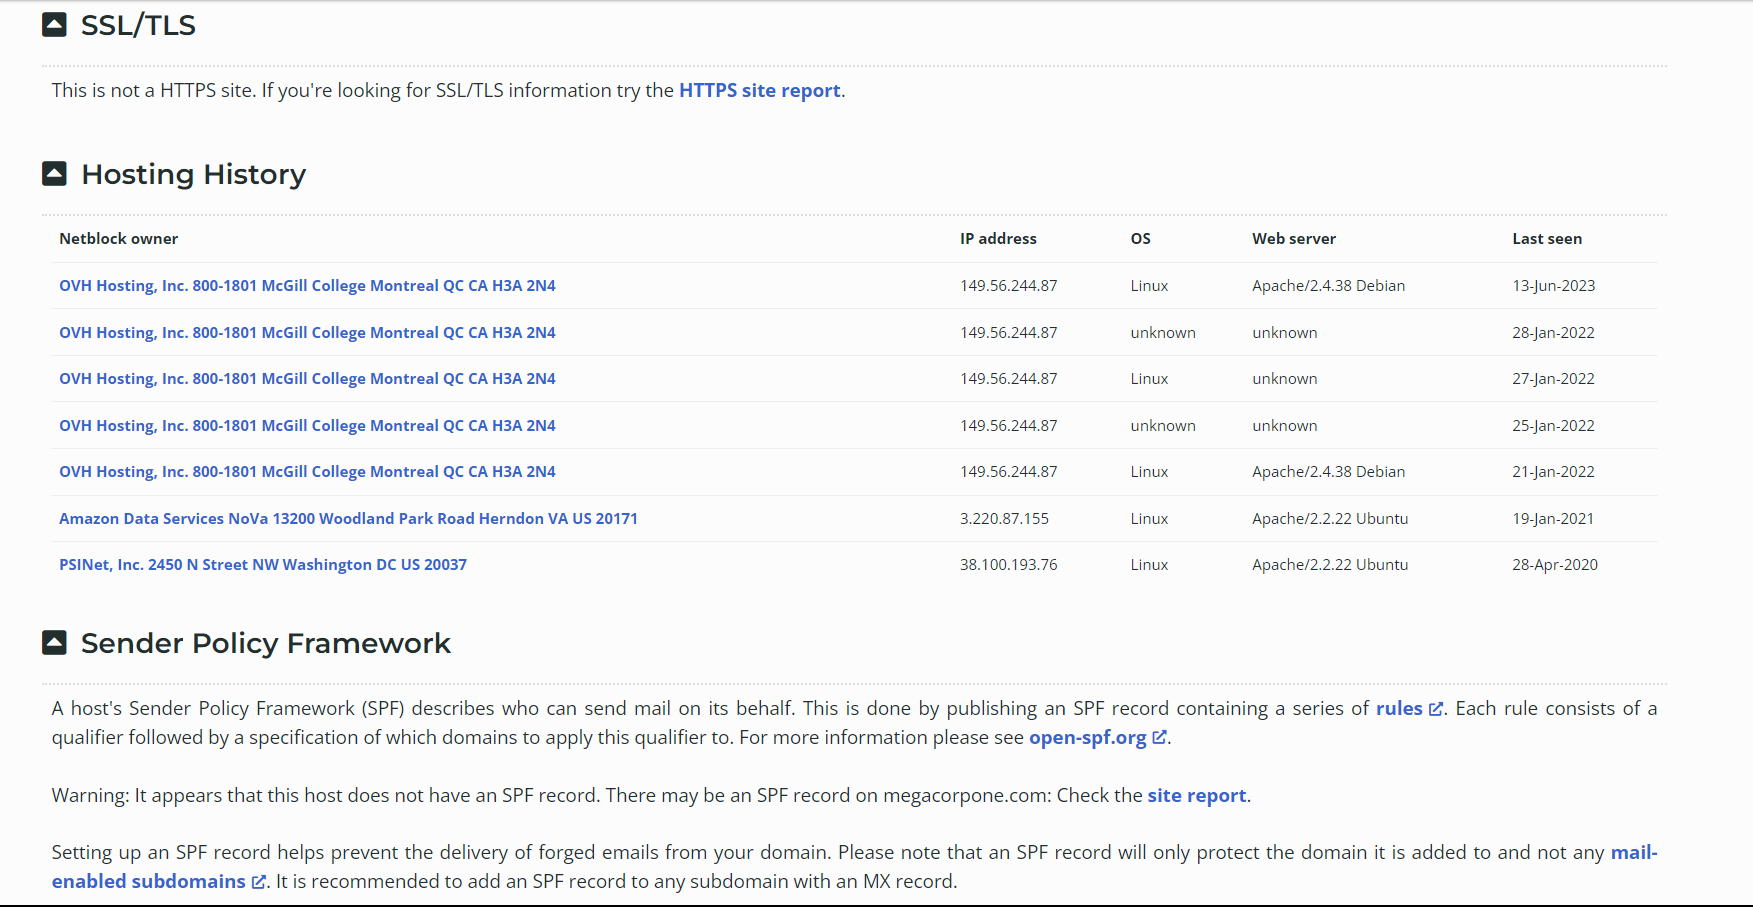 SSL/TLS
This is not a HTTPS site. If you're looking for SSL/TLS information try the HTTPS site report.
Hosting History
Netblock owner IP address OS Web server Last seen
OVH Hosting, Inc. 800-1801 McGill College Montreal QC CA H3A 2N4 149.56.244.87 Linux Apache/2.4.38 Debian 13-Jun-2023
OVH Hosting, Inc. 800-1801 McGill College Montreal QC CA H3A 2N4 149.56.244.87 unknown unknown 28-Jan-2022
OVH Hosting, Inc. 800-1801 McGill College Montreal QC CA H3A 2N4 149.56.244.87 Linux unknown 27-Jan-2022
OVH Hosting, Inc. 800-1801 McGill College Montreal QC CA H3A 2N4 149.56.244.87 unknown unknown 25-Jan-2022
OVH Hosting, Inc. 800-1801 McGill College Montreal QC CA H3A 2N4 149.56.244.87 Linux Apache/2.4.38 Debian 21-Jan-2022
Amazon Data Services NoVa 13200 Woodland Park Road Herndon VA US 20171 3.220.87.155 Linux Apache/2.2.22 Ubuntu 19-Jan-2021
PSINet, Inc. 2450 N Street NW Washington DC US 20037 38.100.193.76 Linux Apache/2.2.22 Ubuntu 28-Apr-2020
Sender Policy Framework
A host's Sender Policy Framework (SPF) describes who can send mail on its behalf. This is done by publishing an SPF record containing a series of rules. Each rule consists of a
qualifier followed by a specification of which domains to apply this qualifier to. For more information please see open-spf.org.
Warning: It appears that this host does not have an SPF record. There may be an SPF record on megacorpone.com: Check the site report.
Setting up an SPF record helps prevent the delivery of forged emails from your domain. Please note that an SPF record will only protect the domain it is added to and not any mail-
enabled subdomains. It is recommended to add an SPF record to any subdomain with an MX record.